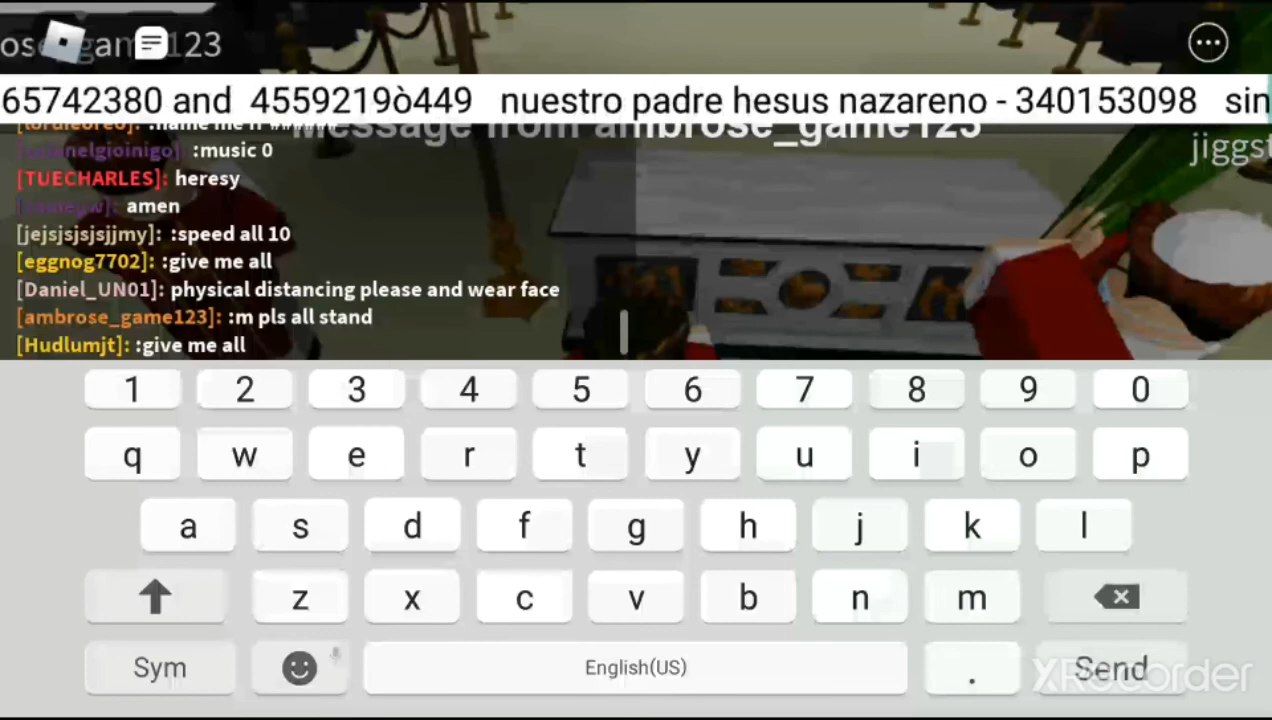 123
65742380 and 4559219ò449 nuestro padre hesus nazareno - 340153098 sin
message from ambrose_game123
jiggst
:music 0
[TUECHARLES]: heresy
amen
[jejsjsjsjsjjmy]: :speed all 10
[eggnog7702]: :give me all
[Daniel_UN01]: physical distancing please and wear face
[ambrose_game123]: :m pls all stand
[Hudlumjt]: :give me all
1 2 3 4 5 6 7 8 9 0
q w e r t y u i o p
a s d f g h j k l
z x c v b n m
Sym English(US) . Send
XRecorder